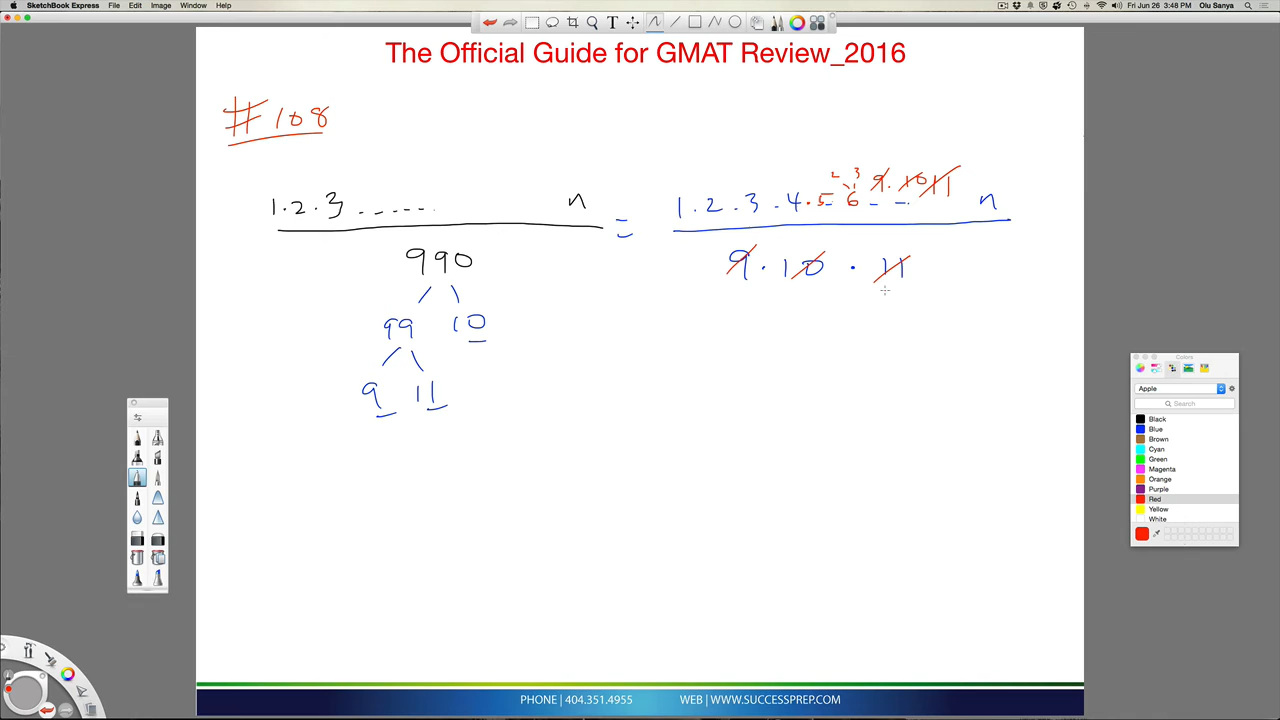 SketchBook Express File Edit Image Window Help Fri Jun 26 3:48 PM Olu Sanya
The Official Guide for GMAT Review_2016
#108
1.2.3 ------- n
990
99 10
9 11
=
2 3 9.10 11
1.2.3.4.5 6 - - n
9.10.11
Colors
Apple
Search
Black
Blue
Brown
Cyan
Green
Magenta
Orange
Purple
Red
Yellow
White
PHONE | 404.351.4955 WEB | WWW.SUCCESSPREP.COM